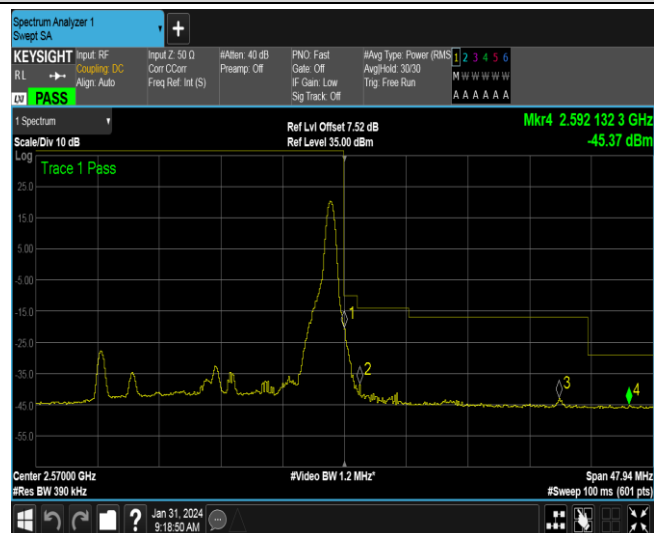 Spectrum Analyzer 1
Swept SA
+
KEYSIGHT
RL
LXI PASS
Input: RF
Coupling: DC
Align: Auto
Input Z: 50 Ω
Corr CCorr
Freq Ref: Int (S)
#Atten: 40 dB
Preamp: Off
PNO: Fast
Gate: Off
IF Gain: Low
Sig Track: Off
#Avg Type: Power (RMS
Avg|Hold: 30/30
Trig: Free Run
1 2 3 4 5 6
M W W W W W
A A A A A A
1 Spectrum
Scale/Div 10 dB
Ref Lvl Offset 7.52 dB
Ref Level 35.00 dBm
Mkr4 2.592 132 3 GHz
-45.37 dBm
Log
Trace 1 Pass
25.0
15.0
5.00
-5.00
-15.0
-25.0
-35.0
-45.0
-55.0
1
2
3
4
Center 2.57000 GHz
#Res BW 390 kHz
#Video BW 1.2 MHz*
Span 47.94 MHz
#Sweep 100 ms (601 pts)
?
Jan 31, 2024
9:18:50 AM